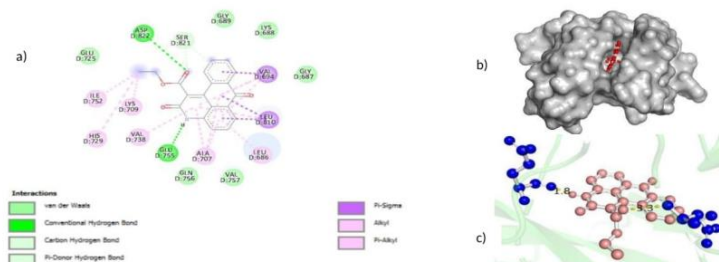 a)
GLY
D:689
ASP
D:822
SER
D:821
LYS
D:688
GLU
D:725
VAL
D:694
GLY
D:687
ILE
D:752
LYS
D:709
LEU
D:810
HIS
D:729
VAL
D:738
GLU
D:755
ALA
D:707
LEU
D:686
GLN
D:756
VAL
D:757
Interactions
van der Waals
Conventional Hydrogen Bond
Carbon Hydrogen Bond
Pi-Donor Hydrogen Bond
Pi-Sigma
Alkyl
Pi-Alkyl
b)
1.8
c)